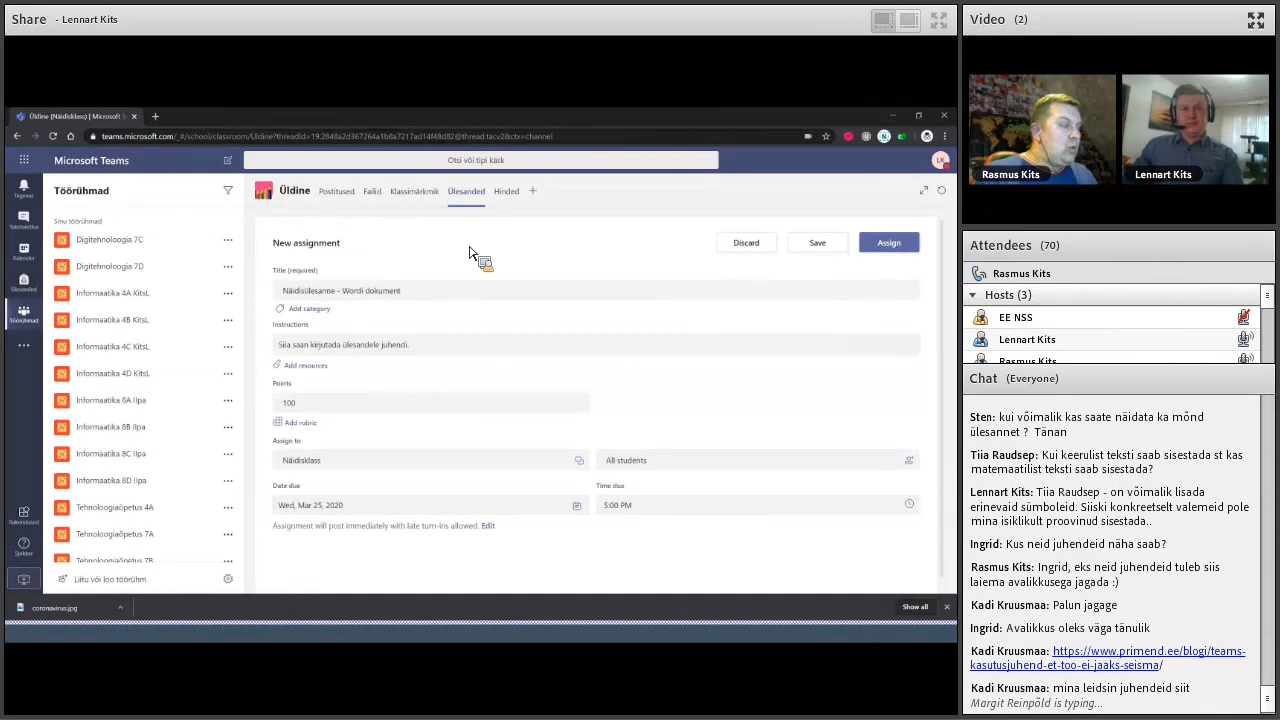 Share - Lennart Kits
Video (2)
Rasmus Kits
Lennart Kits
Üldine (Näidisklass) | Microsoft
teams.microsoft.com/_#/school/classroom/Üldine?threadId=19:2848a2d367264a1b8a7217ad14f48d82@thread.tacv2&ctx=channel
Microsoft Teams
Otsi või tipi käsk
LK
Töörühmad
Üldine
Postitused
Failid
Klassimärkmik
Ülesanded
Hinded
Tegevus
Kalender
Ülesanded
Töörühmad
Rakendused
Spikker
Sinu töörühmad
Digitehnoloogia 7C
Digitehnoloogia 7D
Informaatika 4A KitsL
Informaatika 4B KitsL
Informaatika 4C KitsL
Informaatika 4D KitsL
Informaatika 8A Ilpa
Informaatika 8B Ilpa
Informaatika 8C Ilpa
Informaatika 8D Ilpa
Tehnoloogiaõpetus 4A
Tehnoloogiaõpetus 7A
Tehnoloogiaõpetus 7B
Liitu või loo töörühm
New assignment
Discard
Save
Assign
Title (required)
Näidisülesanne - Wordi dokument
Add category
Instructions
Siia saan kirjutada ülesandele juhendi.
Add resources
Points
100
Add rubric
Assign to
Näidisklass
All students
Date due
Time due
Wed, Mar 25, 2020
5:00 PM
Assignment will post immediately with late turn-ins allowed. Edit
coronavirus.jpg
Show all
Attendees (70)
Rasmus Kits
Hosts (3)
EE NSS
Lennart Kits
Rasmus Kits
Chat (Everyone)
Sten: kui võimalik kas saate näidata ka mõnd
ülesannet ? Tänan
Tiia Raudsep: Kui keerulist teksti saab sisestada st kas
matemaatilist teksti saab sisestada?
Lennart Kits: Tiia Raudsep - on võimalik lisada
erinevaid sümboleid. Siiski konkreetselt valemeid pole
mina isiklikult proovinud sisestada..
Ingrid: Kus neid juhendeid näha saab?
Rasmus Kits: Ingrid, eks neid juhendeid tuleb siis
laiema avalikkusega jagada :)
Kadi Kruusmaa: Palun jagage
Ingrid: Avalikkus oleks väga tänulik
Kadi Kruusmaa: https://www.primend.ee/blogi/teams-
kasutusjuhend-et-too-ei-jaaks-seisma/
Kadi Kruusmaa: mina leidsin juhendeid siit
Margit Reinpõld is typing...